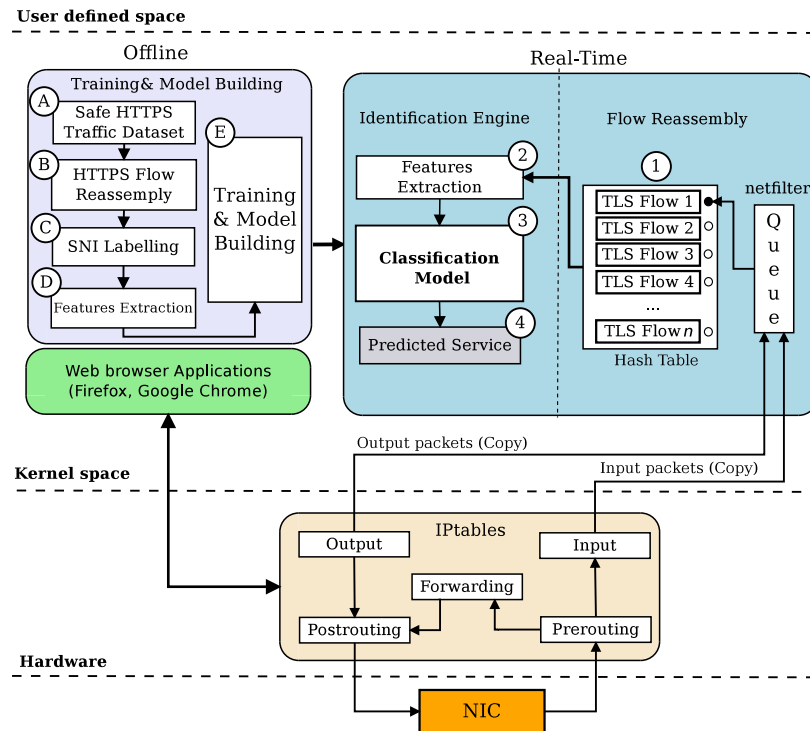 User defined space
Offline
Real-Time
Training& Model Building
A
Safe HTTPS
Traffic Dataset
B
HTTPS Flow
Reassemply
C
SNI Labelling
D
Features Extraction
E
Training
& Model
Building
Identification Engine
2
Features
Extraction
3
Classification
Model
4
Predicted Service
Flow Reassembly
1
TLS Flow 1
TLS Flow 2
TLS Flow 3
TLS Flow 4
...
TLS Flow n
Hash Table
netfilter
Queue
Web browser Applications
(Firefox, Google Chrome)
Output packets (Copy)
Input packets (Copy)
Kernel space
IPtables
Output
Input
Forwarding
Postrouting
Prerouting
Hardware
NIC